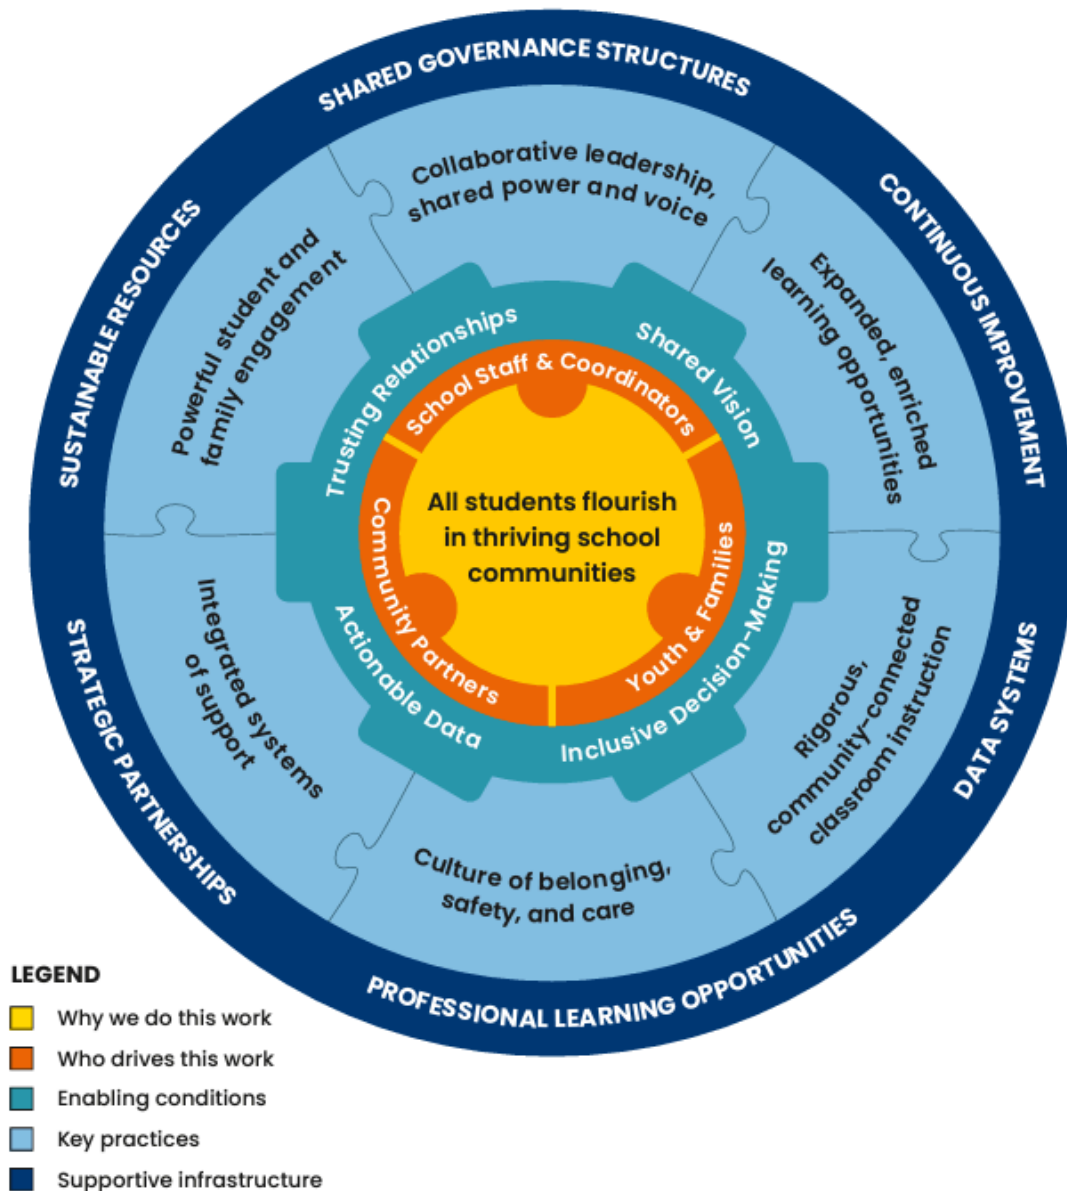 SHARED GOVERNANCE STRUCTURES
CONTINUOUS IMPROVEMENT
DATA SYSTEMS
PROFESSIONAL LEARNING OPPORTUNITIES
STRATEGIC PARTNERSHIPS
SUSTAINABLE RESOURCES
Collaborative leadership,
shared power and voice
Expanded, enriched
learning opportunities
Rigorous,
community-connected
classroom instruction
Culture of belonging,
safety, and care
Integrated systems
of support
Powerful student and
family engagement
Trusting Relationships
Shared Vision
Inclusive Decision-Making
Actionable Data
School Staff & Coordinators
Youth & Families
Community Partners
All students flourish
in thriving school
communities
LEGEND
Why we do this work
Who drives this work
Enabling conditions
Key practices
Supportive infrastructure